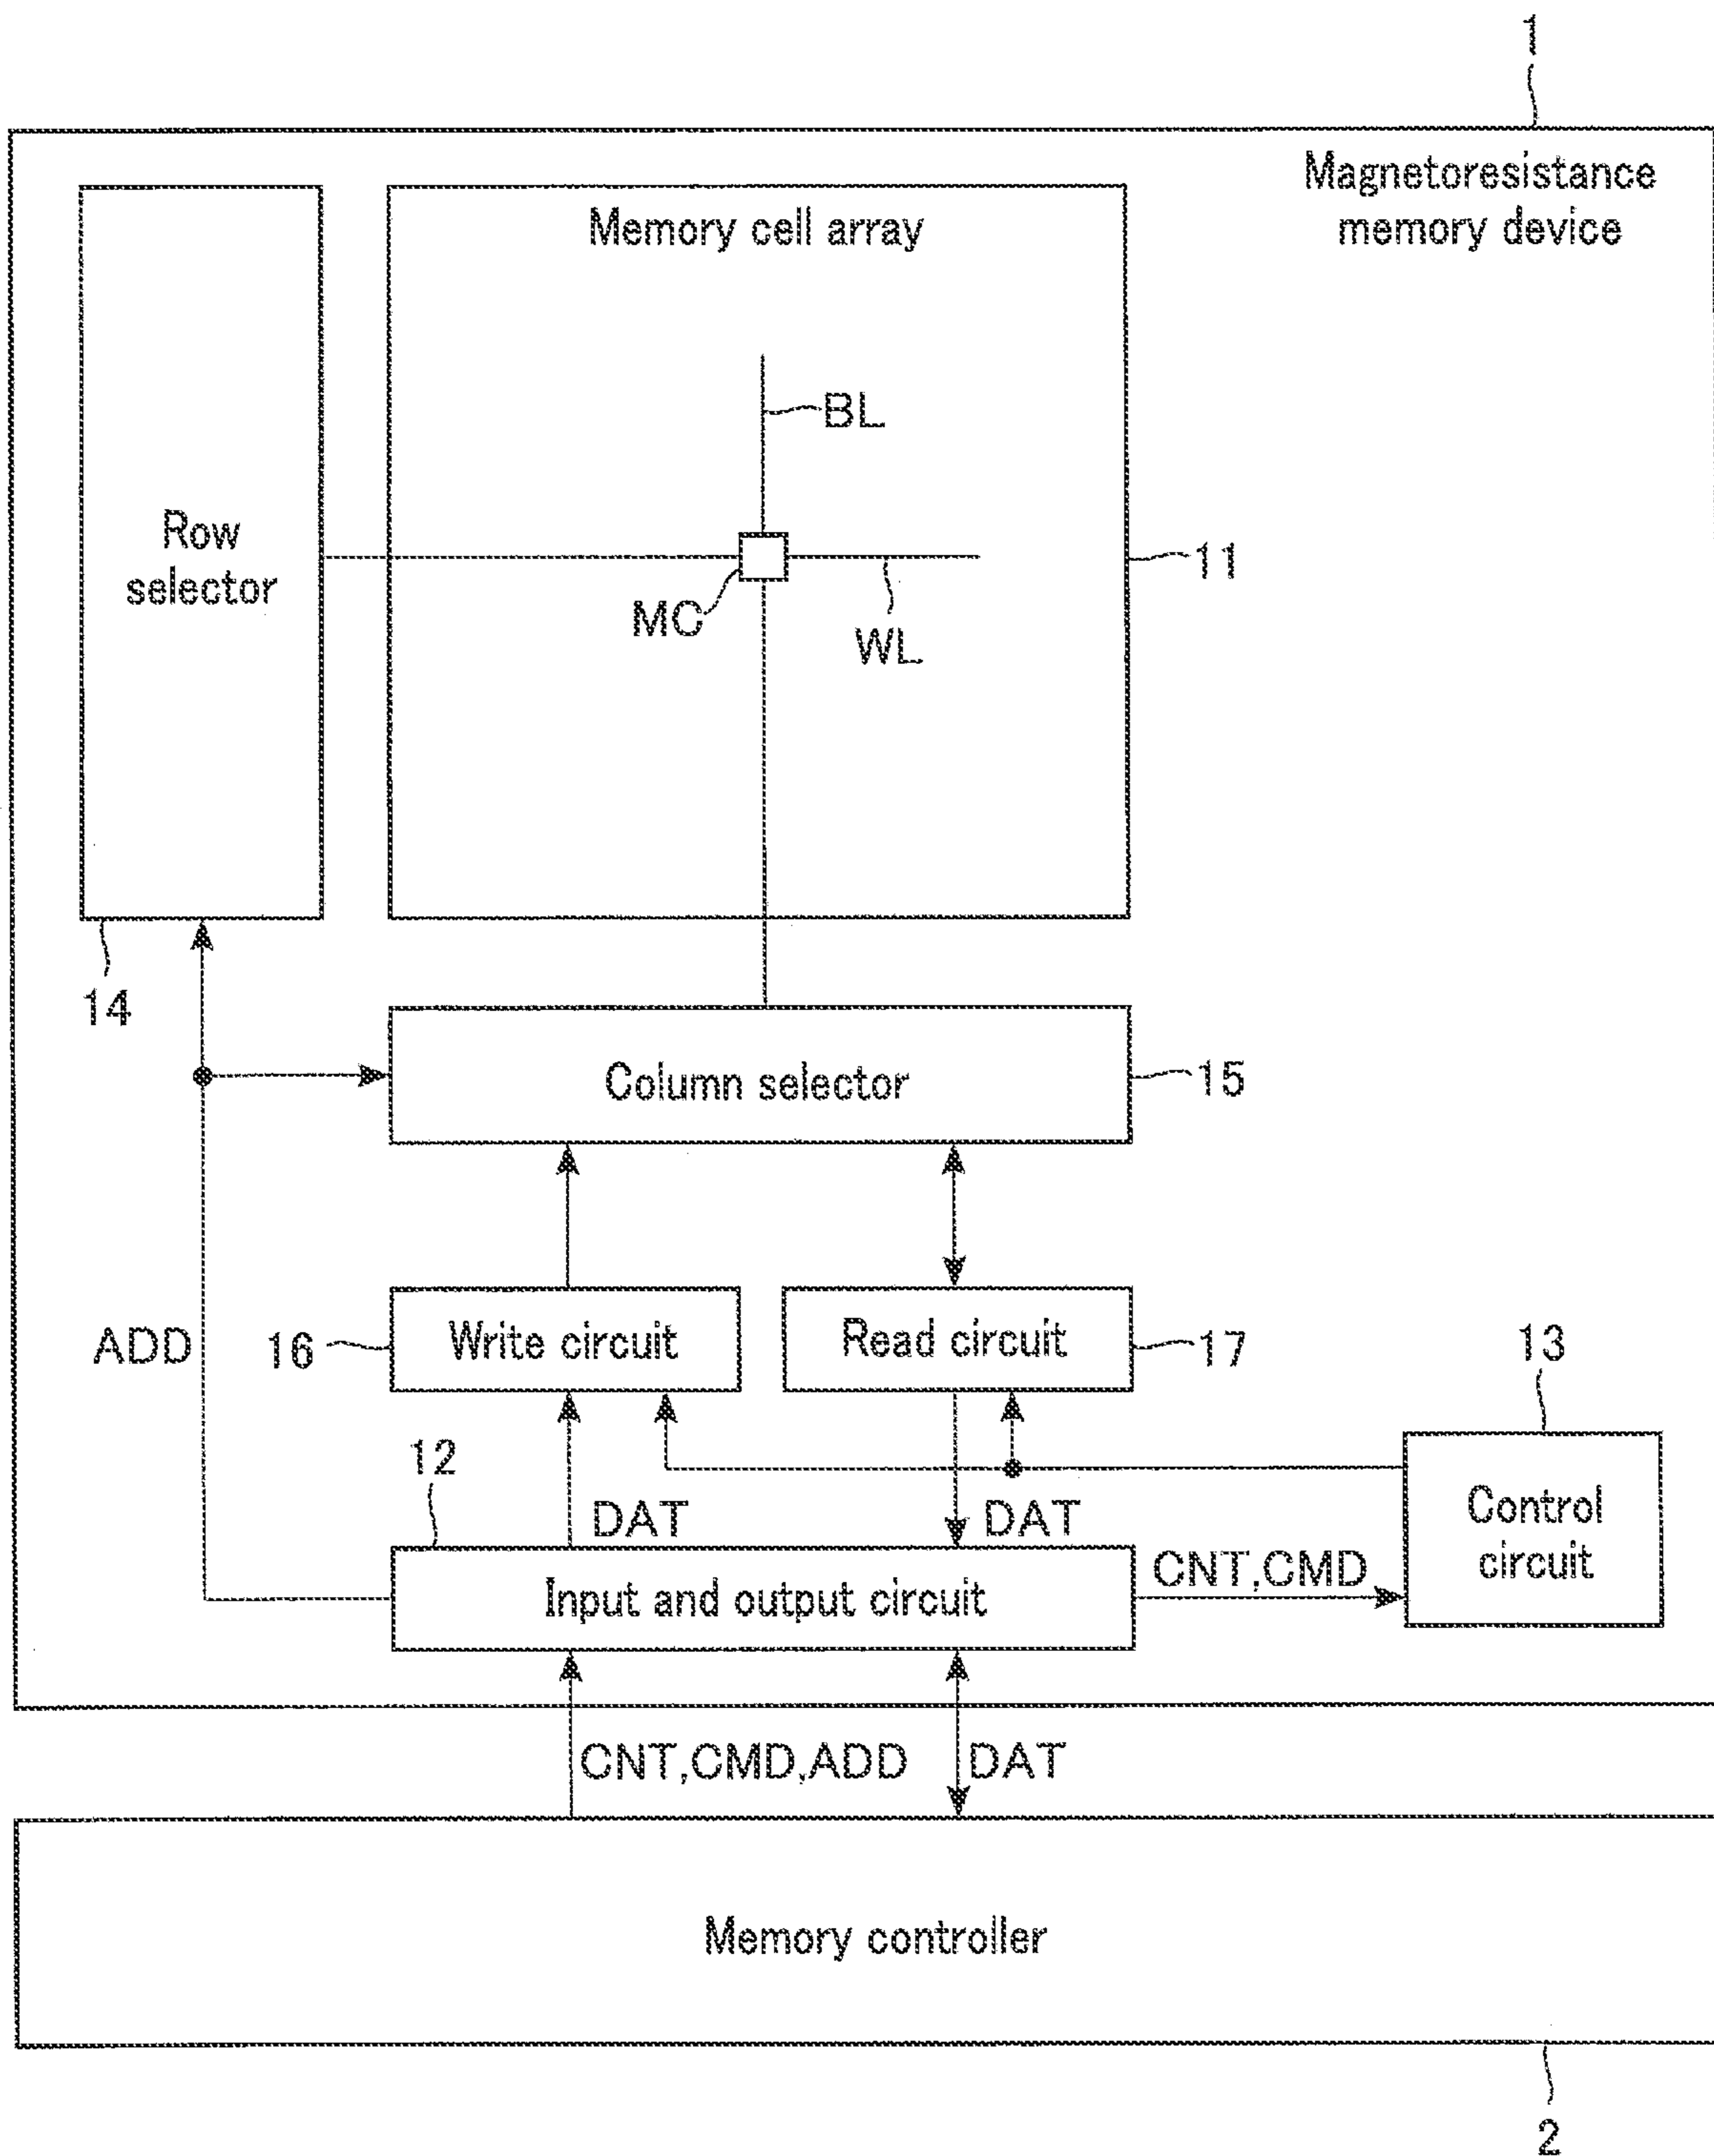 1
Magnetoresistance
memory device
Memory cell array
BL
Row
selector
11
MC
WL
14
Column selector
15
ADD
16
Write circuit
Read circuit
17
13
12
DAT
DAT
Control
circuit
CNT,CMD
Input and output circuit
CNT,CMD,ADD
DAT
Memory controller
2